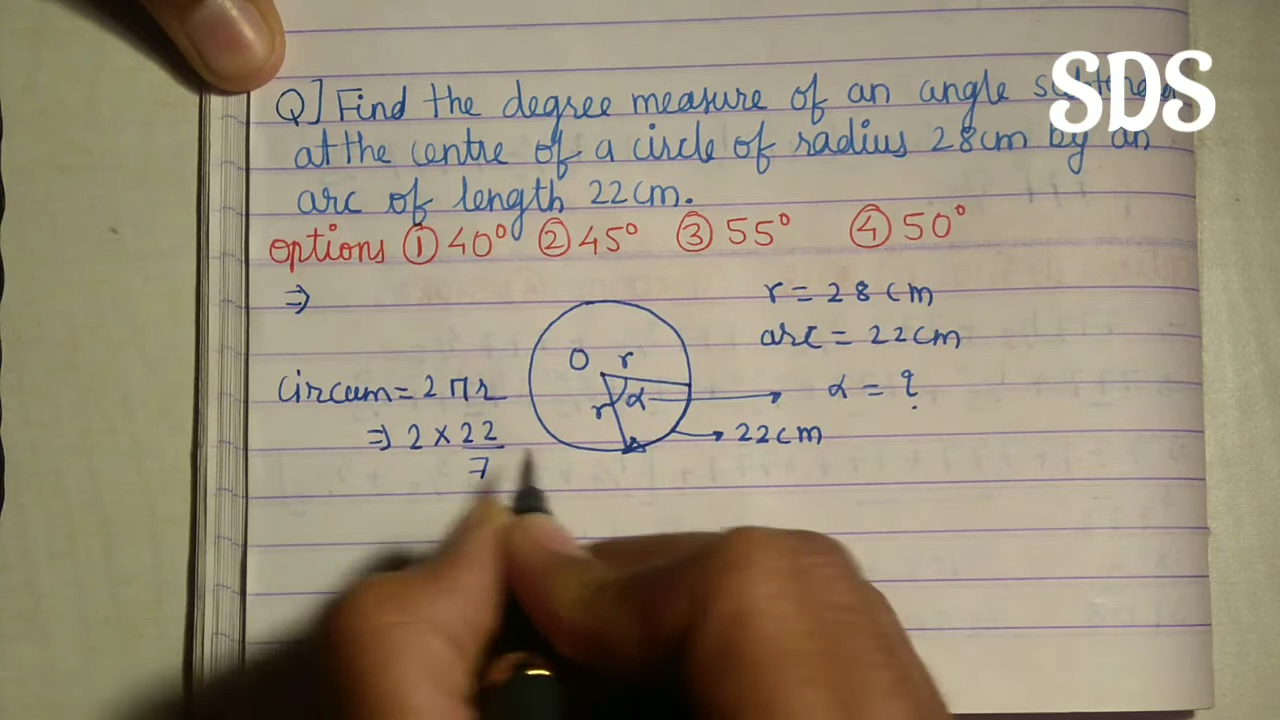 SDS
Q] Find the degree measure of an angle
at the centre of a circle of radius 28cm by an
arc of length 22cm.
options ① 40° ② 45° ③ 55° ④ 50°
⇒
r = 28 cm
arc = 22cm
O r
Circum = 2πr
r α
α = ?
⇒ 2 × 22
7
22cm